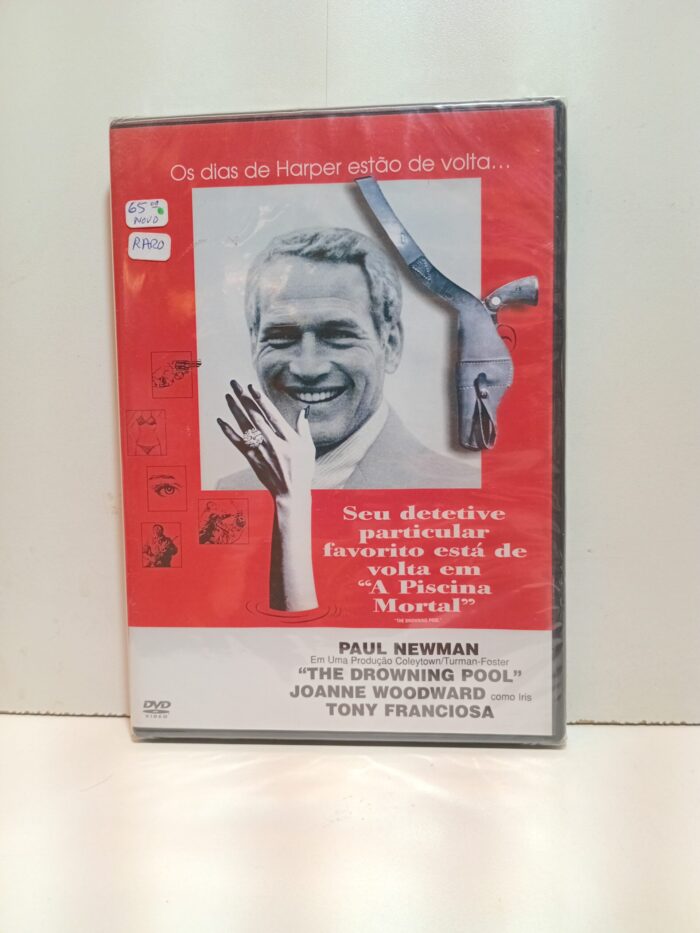 Os dias de Harper estão de volta...
65,00
NOVO
RARO
Seu detetive
particular
favorito está de
volta em
“A Piscina
Mortal”
"THE DROWNING POOL"
PAUL NEWMAN
Em Uma Produção Coleytown/Turman-Foster
“THE DROWNING POOL”
JOANNE WOODWARD como Iris
TONY FRANCIOSA
DVD
VIDEO